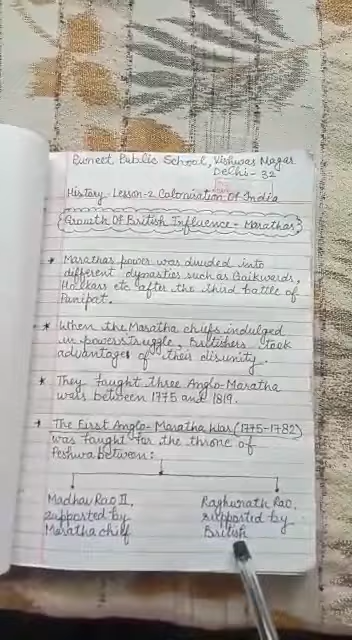 Puneet Public School, Vishwas Nagar
Delhi-32
History-Lesson-2 Colonisation Of India
Growth Of British Influence - Marathas
* Marathas power was divided into
different dynasties such as Gaikwards,
Holkars etc after the third battle of
Panipat.
* When the Maratha chiefs indulged
in power struggle, Britishers took
advantage of their disunity.
* They faught three Anglo-Maratha
wars between 1775 and 1819.
* The First Anglo-Maratha War (1775-1782)
was faught for the throne of
Peshwa between:
Madhav Rao II,
supported by
Maratha chief
Raghunath Rao,
supported by
British